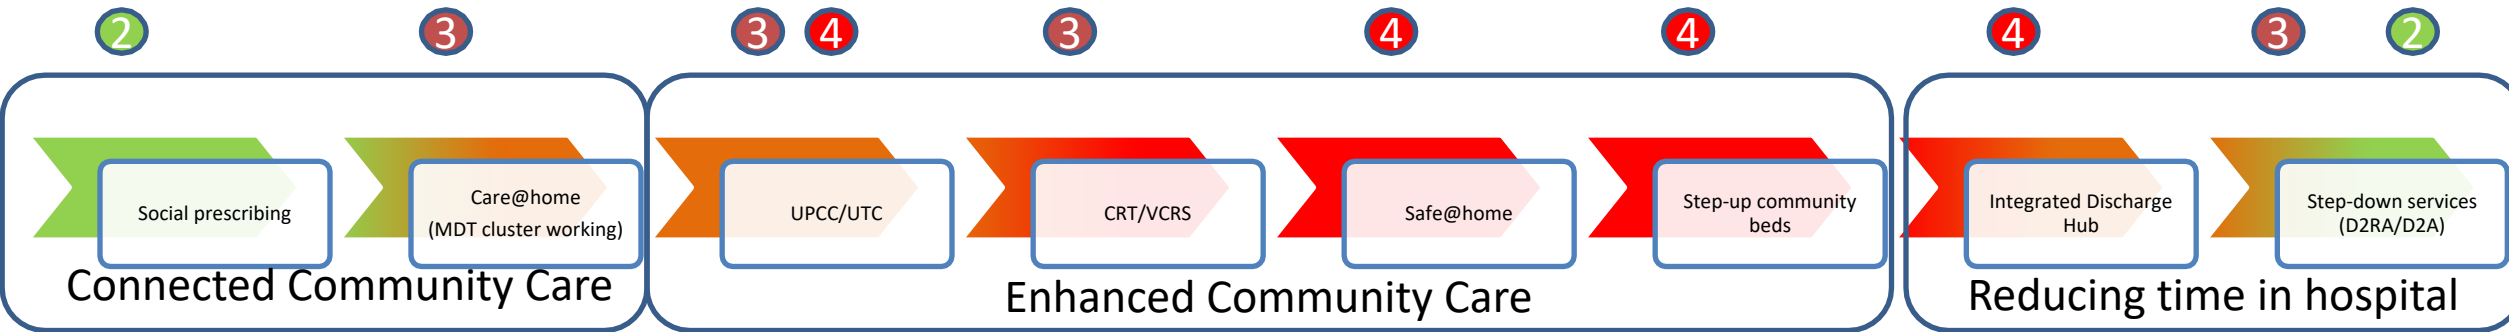 2
3
3
4
3
4
4
4
3
2
Social prescribing
Care@home
(MDT cluster working)
UPCC/UTC
CRT/VCRS
Safe@home
Step-up community
beds
Integrated Discharge
Hub
Step-down services
(D2RA/D2A)
Connected Community Care
Enhanced Community Care
Reducing time in hospital